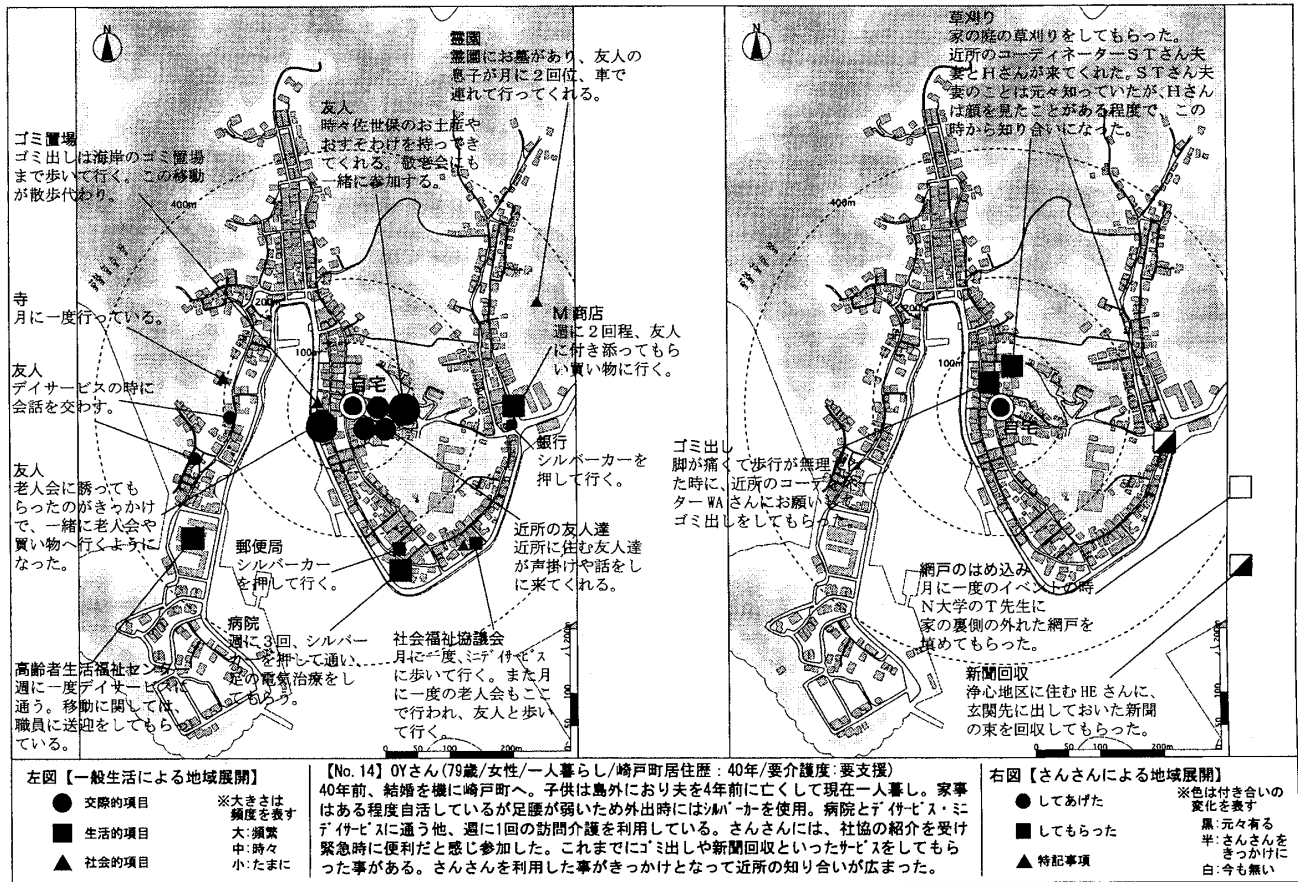 N
霊園
霊園にお墓があり、友人の
息子が月に2回位、車で
連れて行ってくれる。
友人
時々佐世保のお土産や
おすそわけを持ってき
てくれる。敬老会にも
一緒に参加する。
ゴミ置場
ゴミ出しは海岸のゴミ置場
まで歩いて行く。この移動
が散歩代わり。
400m
200m
100m
寺
月に一度行っている。
友人
デイサービスの時に
会話を交わす。
自宅
M商店
週に2回程、友人
に付き添ってもら
い買い物に行く。
銀行
シルバーカーを
押して行く。
友人
老人会に誘っても
らったのがきっかけ
で、一緒に老人会や
買い物へ行くように
なった。
郵便局
シルバーカー
を押して行く。
近所の友人達
近所に住む友人達
が声掛けや話をし
に来てくれる。
病院
週に3回、シルバー
カーを押して通い、
足の電気治療をし
てもらう。
社会福祉協議会
月に一度、ミニデイサービス
に歩いて行く。また月
に一度の老人会もここ
で行われ、友人と歩い
て行く。
高齢者生活福祉センター
週に一度デイサービスに
通う。移動に関しては、
職員に送迎をしてもらっ
ている。
0 50 100 200m
N
草刈り
家の庭の草刈りをしてもらった。
近所のコーディネーターSTさん夫
妻とHさんが来てくれた。STさん夫
妻のことは元々知っていたが、Hさん
は顔を見たことがある程度で、この
時から知り合いになった。
400m
100m
自宅
ゴミ出し
脚が痛くて歩行が無理だっ
た時に、近所のコーディネー
ターWAさんにお願いして
ゴミ出しをしてもらった。
網戸のはめ込み
月に一度のイベントの時
N大学のT先生に
家の裏側の外れた網戸を
填めてもらった。
新聞回収
浄心地区に住むHEさんに、
玄関先に出しておいた新聞
の束を回収してもらった。
0 50 100 200m
左図【一般生活による地域展開】
● 交際的項目
■ 生活的項目
▲ 社会的項目
※大きさは
頻度を表す
大:頻繁
中:時々
小:たまに
【No.14】OYさん(79歳/女性/一人暮らし/崎戸町居住歴:40年/要介護度:要支援)
40年前、結婚を機に崎戸町へ。子供は島外におり夫を4年前に亡くして現在一人暮し。家事
はある程度自活しているが足腰が弱いため外出時にはシルバーカーを使用。病院とデイサービス・ミニ
デイサービスに通う他、週に1回の訪問介護を利用している。さんさんには、社協の紹介を受け
緊急時に便利だと感じ参加した。これまでにゴミ出しや新聞回収といったサービスをしてもら
った事がある。さんさんを利用した事がきっかけとなって近所の知り合いが広まった。
右図【さんさんによる地域展開】
● してあげた
■ してもらった
▲ 特記事項
※色は付き合いの
変化を表す
黒:元々有る
半:さんさんを
きっかけに
白:今も無い